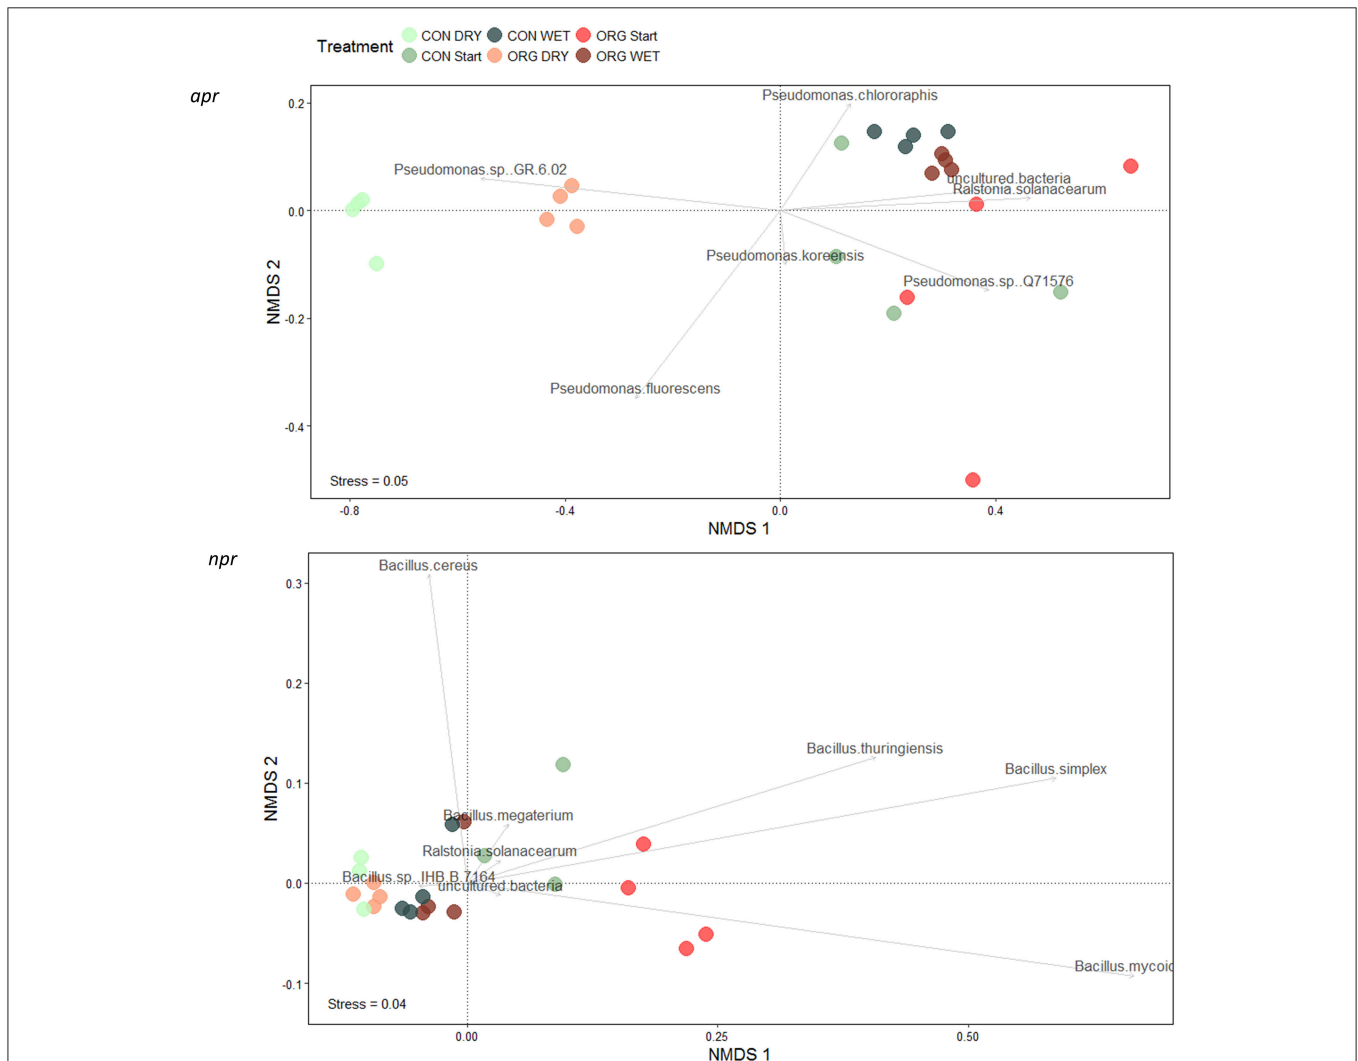 Treatment
CON DRY CON WET ORG Start
CON Start ORG DRY ORG WET
apr
0.2
0.0
-0.2
-0.4
NMDS 2
Pseudomonas.chlororaphis
Pseudomonas.sp..GR.6.02
uncultured.bacteria
Ralstonia.solanacearum
Pseudomonas.koreensis
Pseudomonas.sp..Q71576
Pseudomonas.fluorescens
Stress = 0.05
-0.8 -0.4 0.0 0.4
NMDS 1
npr
0.3
0.2
0.1
0.0
-0.1
NMDS 2
Bacillus.cereus
Bacillus.thuringiensis
Bacillus.simplex
Bacillus.megaterium
Ralstonia.solanacearum
Bacillus.sp..IHB.B.7164
uncultured.bacteria
Bacillus.mycoic
Stress = 0.04
0.00 0.25 0.50
NMDS 1